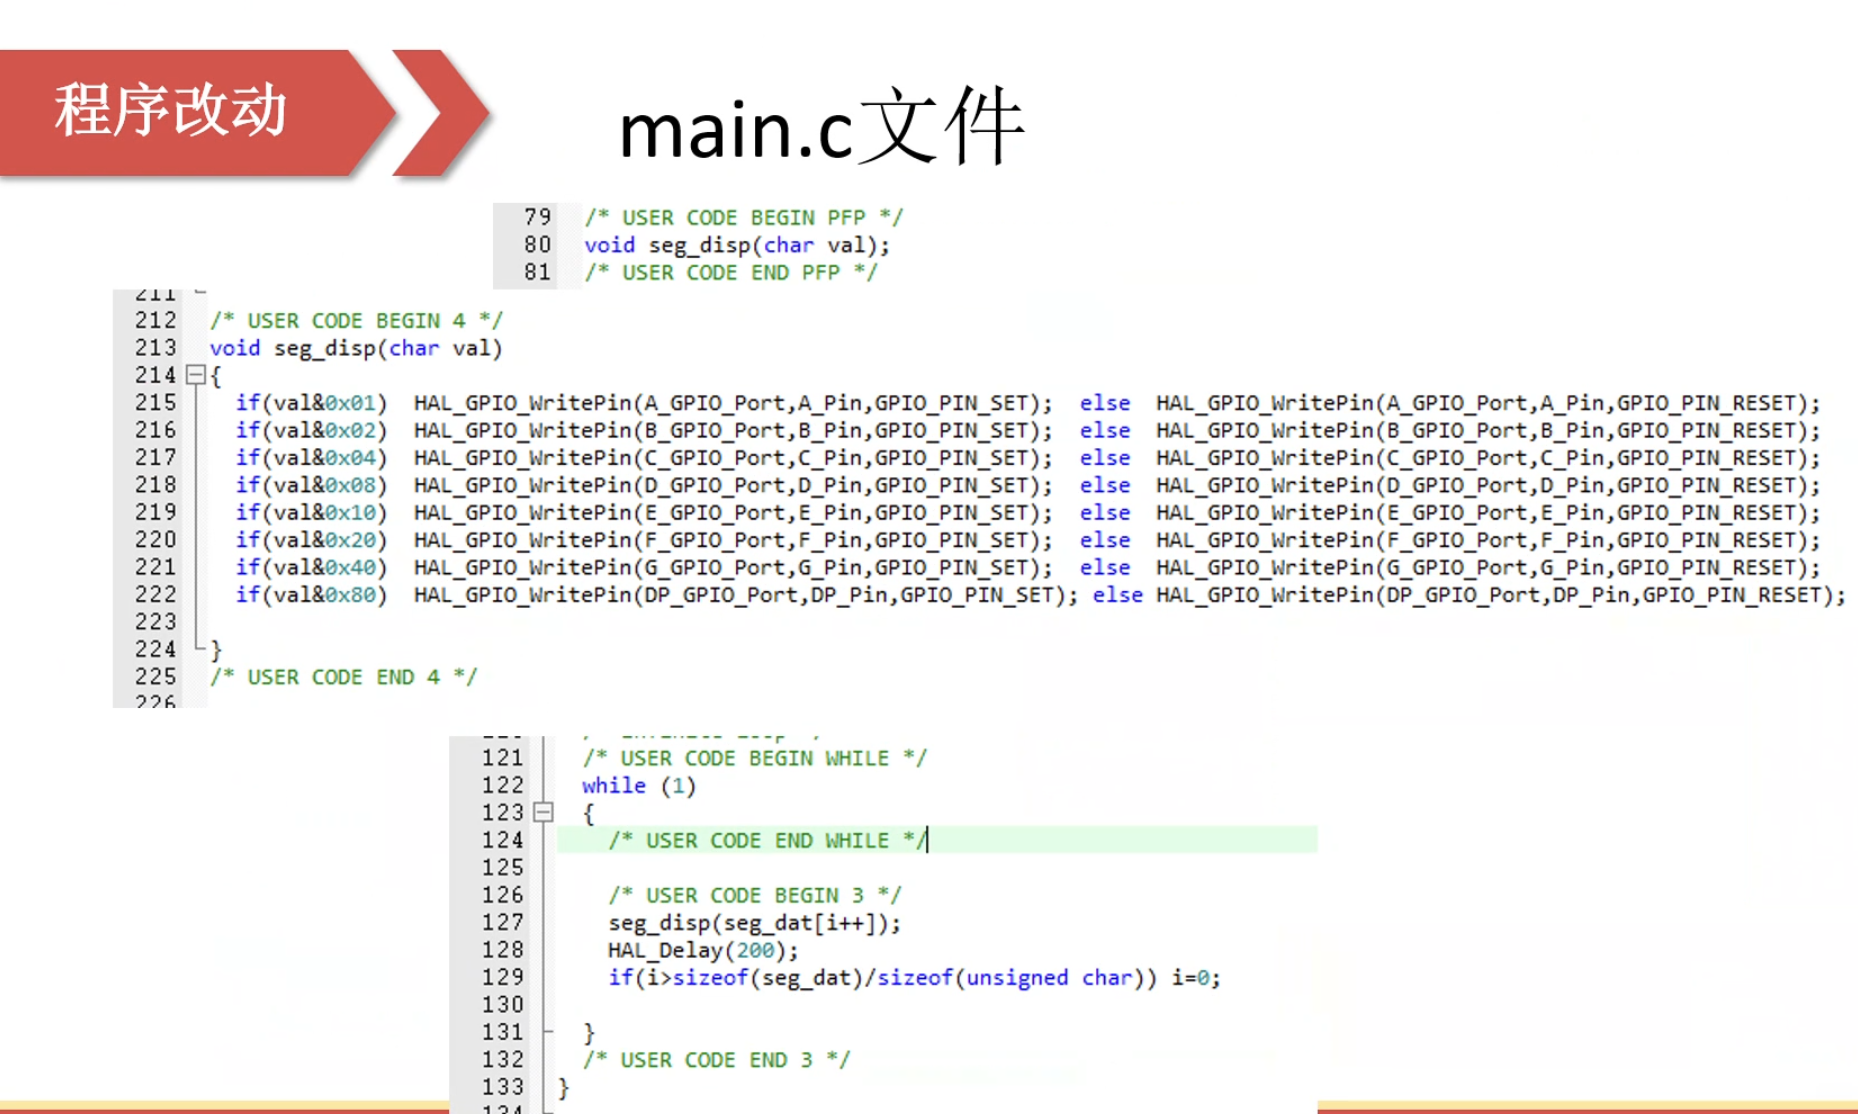 程序改动
main.c文件
79 /* USER CODE BEGIN PFP */
80 void seg_disp(char val);
81 /* USER CODE END PFP */
211
212 /* USER CODE BEGIN 4 */
213 void seg_disp(char val)
214 {
215 if(val&0x01) HAL_GPIO_WritePin(A_GPIO_Port,A_Pin,GPIO_PIN_SET); else HAL_GPIO_WritePin(A_GPIO_Port,A_Pin,GPIO_PIN_RESET);
216 if(val&0x02) HAL_GPIO_WritePin(B_GPIO_Port,B_Pin,GPIO_PIN_SET); else HAL_GPIO_WritePin(B_GPIO_Port,B_Pin,GPIO_PIN_RESET);
217 if(val&0x04) HAL_GPIO_WritePin(C_GPIO_Port,C_Pin,GPIO_PIN_SET); else HAL_GPIO_WritePin(C_GPIO_Port,C_Pin,GPIO_PIN_RESET);
218 if(val&0x08) HAL_GPIO_WritePin(D_GPIO_Port,D_Pin,GPIO_PIN_SET); else HAL_GPIO_WritePin(D_GPIO_Port,D_Pin,GPIO_PIN_RESET);
219 if(val&0x10) HAL_GPIO_WritePin(E_GPIO_Port,E_Pin,GPIO_PIN_SET); else HAL_GPIO_WritePin(E_GPIO_Port,E_Pin,GPIO_PIN_RESET);
220 if(val&0x20) HAL_GPIO_WritePin(F_GPIO_Port,F_Pin,GPIO_PIN_SET); else HAL_GPIO_WritePin(F_GPIO_Port,F_Pin,GPIO_PIN_RESET);
221 if(val&0x40) HAL_GPIO_WritePin(G_GPIO_Port,G_Pin,GPIO_PIN_SET); else HAL_GPIO_WritePin(G_GPIO_Port,G_Pin,GPIO_PIN_RESET);
222 if(val&0x80) HAL_GPIO_WritePin(DP_GPIO_Port,DP_Pin,GPIO_PIN_SET); else HAL_GPIO_WritePin(DP_GPIO_Port,DP_Pin,GPIO_PIN_RESET);
223
224 }
225 /* USER CODE END 4 */
226
121 /* USER CODE BEGIN WHILE */
122 while (1)
123 {
124 /* USER CODE END WHILE */
125
126 /* USER CODE BEGIN 3 */
127 seg_disp(seg_dat[i++]);
128 HAL_Delay(200);
129 if(i>sizeof(seg_dat)/sizeof(unsigned char)) i=0;
130
131 }
132 /* USER CODE END 3 */
133 }
134